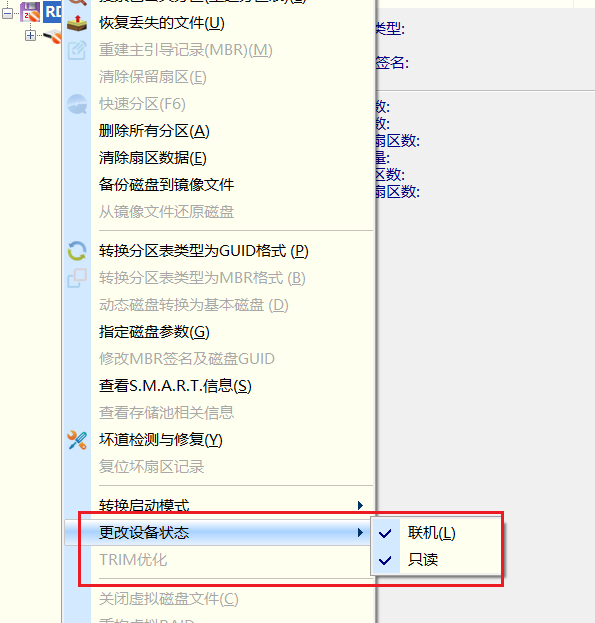 RD
恢复丢失的文件(U)
重建主引导记录(MBR)(M)
清除保留扇区(E)
快速分区(F6)
删除所有分区(A)
清除扇区数据(E)
备份磁盘到镜像文件
从镜像文件还原磁盘
转换分区表类型为GUID格式 (P)
转换分区表类型为MBR格式 (B)
动态磁盘转换为基本磁盘 (D)
指定磁盘参数(G)
修改MBR签名及磁盘GUID
查看S.M.A.R.T.信息(S)
查看存储池相关信息
坏道检测与修复(Y)
复位坏扇区记录
转换启动模式
更改设备状态
TRIM优化
关闭虚拟磁盘文件(C)
联机(L)
只读
类型:
签名:
数:
数:
扇区数:
量:
区数:
扇区数: